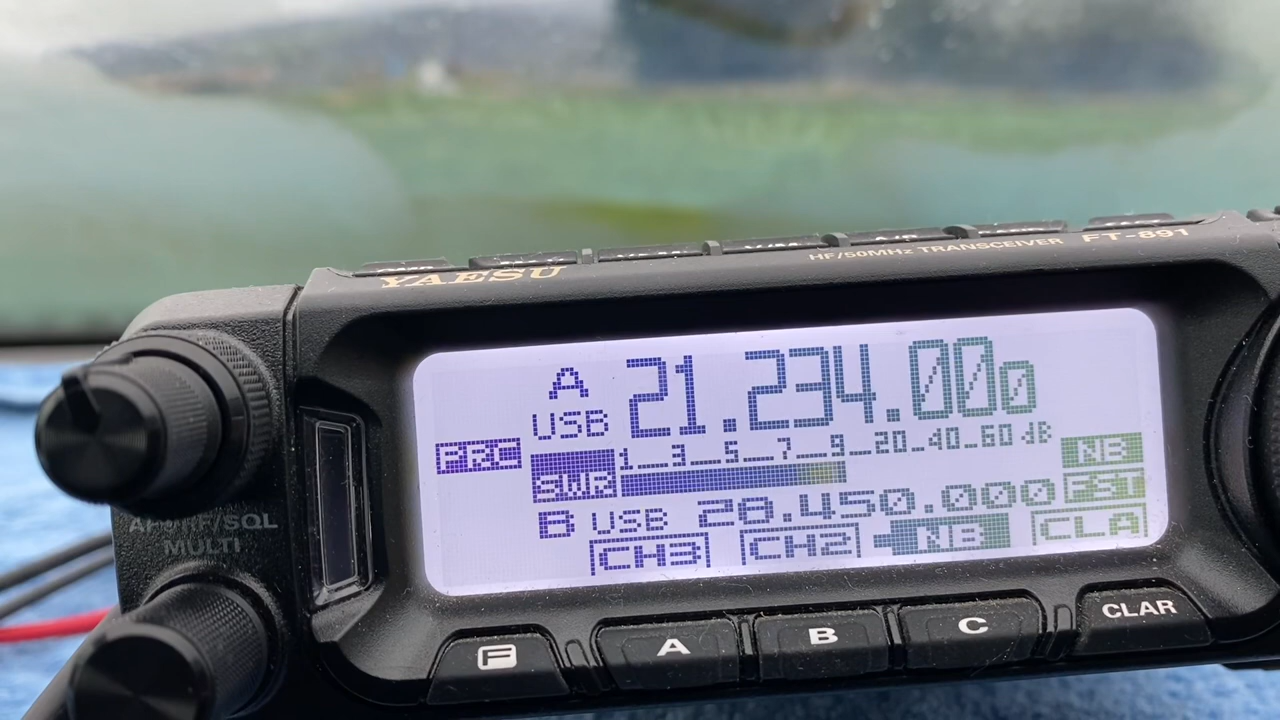 YAESU
HF/50MHz TRANSCEIVER FT-891
A 21.234.000
USB
1 3 5 7 9 20 40 60 dB
PRC
SWR
NB
B USB 28.450.000 FST
CH3 CH2 NB CLA
AF RF/SQL
MULTI
F A B C CLAR